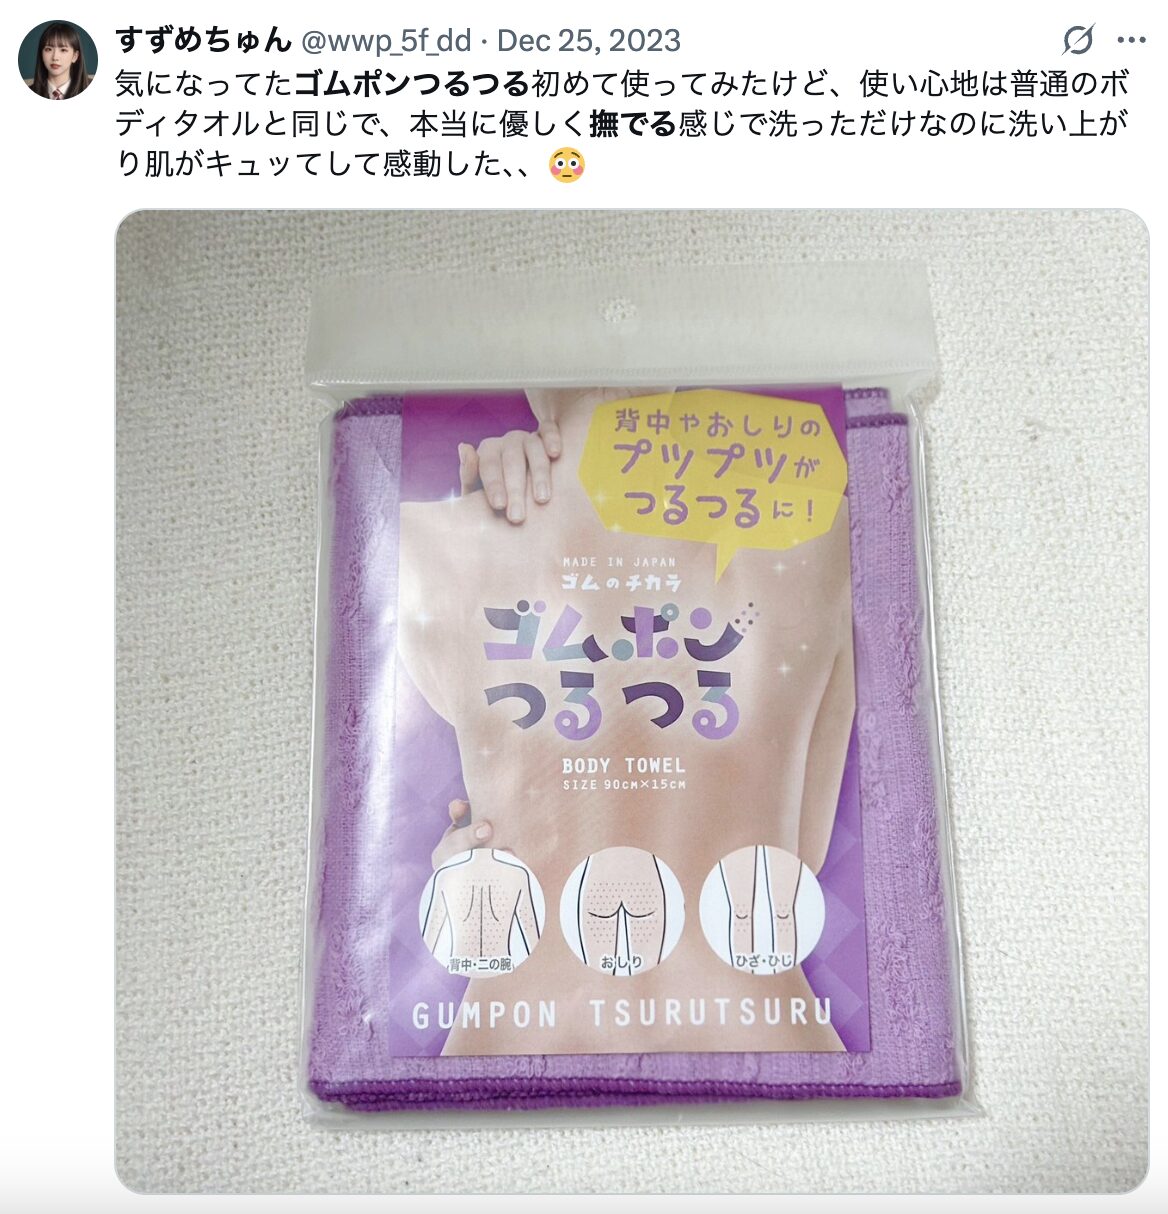 すずめちゅん @wwp_5f_dd · Dec 25, 2023
気になってたゴムポンつるつる初めて使ってみたけど、使い心地は普通のボ
ディタオルと同じで、本当に優しく撫でる感じで洗っただけなのに洗い上が
り肌がキュッてして感動した､､ 😳
背中やおしりの
プツプツが
つるつるに！
MADE IN JAPAN
ゴムのチカラ
ゴムポン
つるつる
BODY TOWEL
SIZE 90CM×15CM
背中・二の腕
おしり
ひざ・ひじ
GUMPON TSURUTSURU